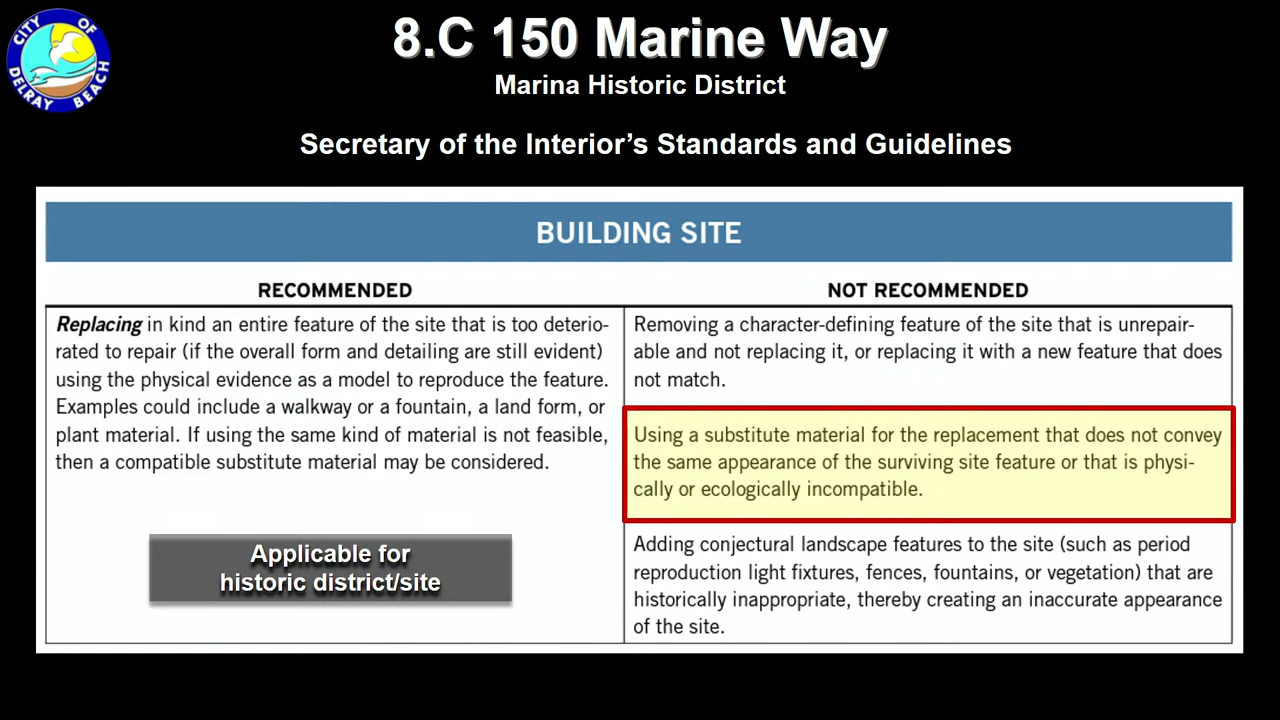 CITY OF
DELRAY BEACH
8.C 150 Marine Way
Marina Historic District
Secretary of the Interior’s Standards and Guidelines
BUILDING SITE
RECOMMENDED
Replacing in kind an entire feature of the site that is too deterio-
rated to repair (if the overall form and detailing are still evident)
using the physical evidence as a model to reproduce the feature.
Examples could include a walkway or a fountain, a land form, or
plant material. If using the same kind of material is not feasible,
then a compatible substitute material may be considered.
Applicable for
historic district/site
NOT RECOMMENDED
Removing a character-defining feature of the site that is unrepair-
able and not replacing it, or replacing it with a new feature that does
not match.
Using a substitute material for the replacement that does not convey
the same appearance of the surviving site feature or that is physi-
cally or ecologically incompatible.
Adding conjectural landscape features to the site (such as period
reproduction light fixtures, fences, fountains, or vegetation) that are
historically inappropriate, thereby creating an inaccurate appearance
of the site.